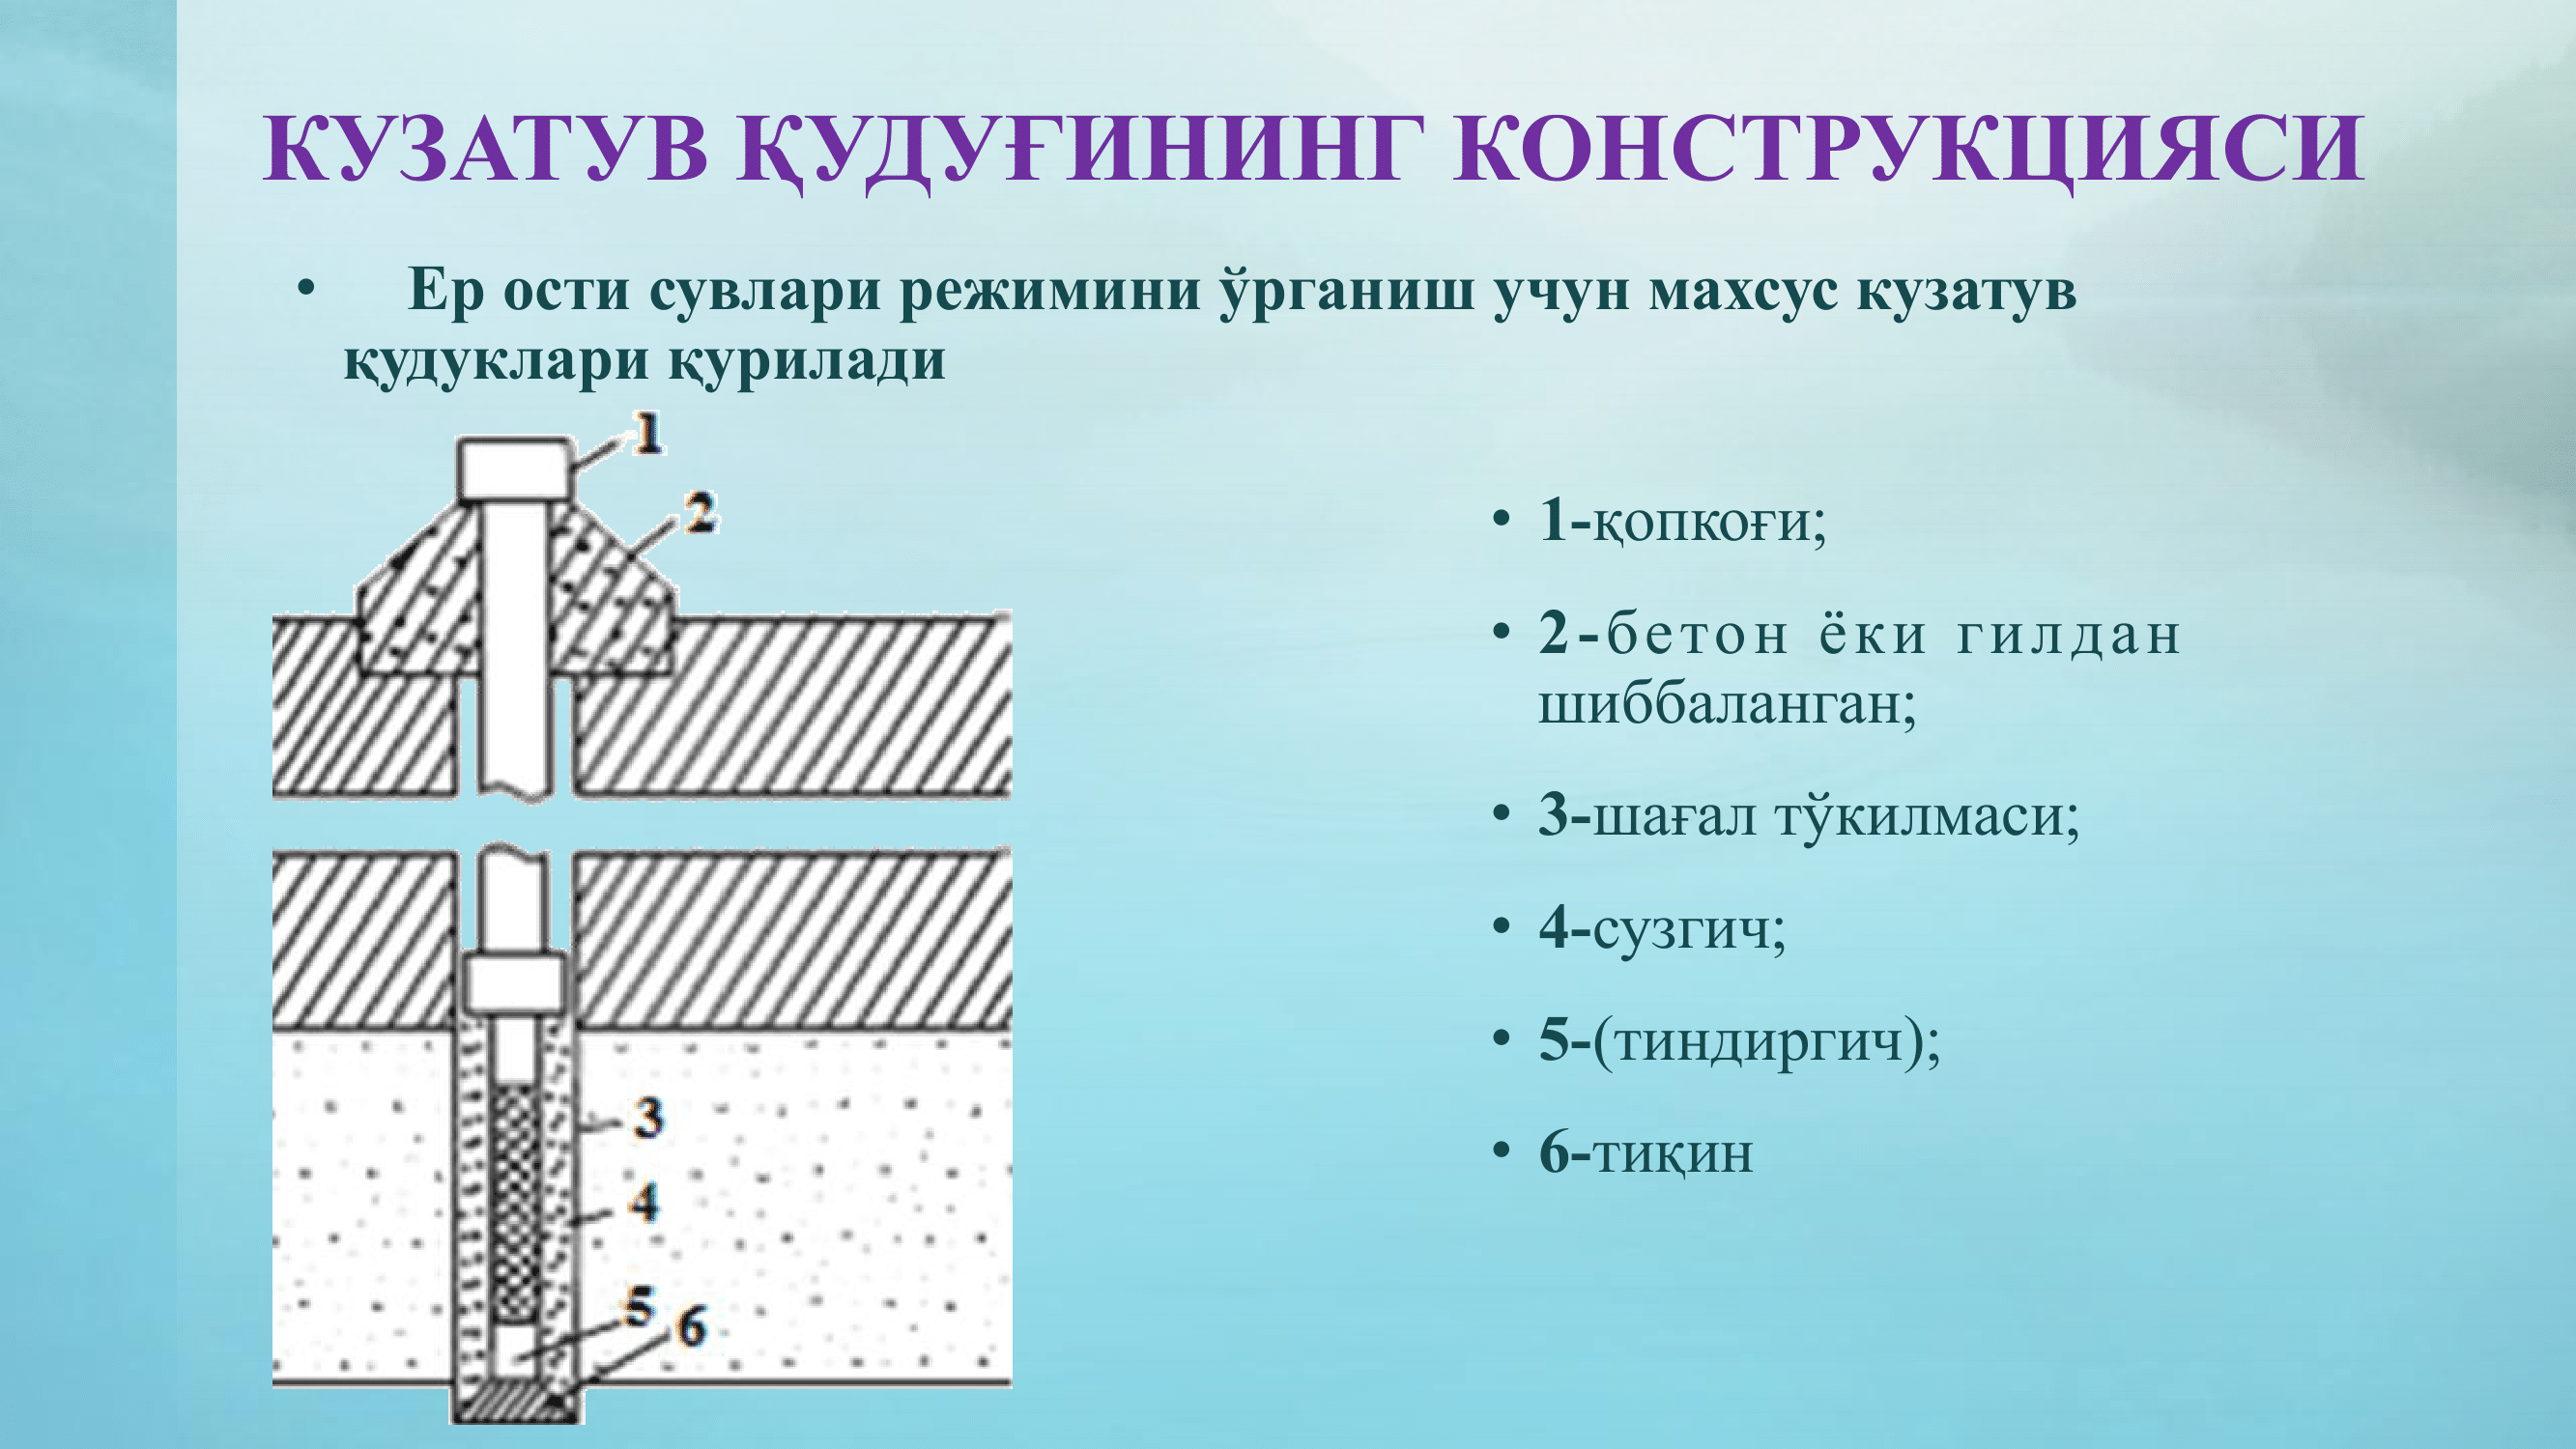 КУЗАТУВ ҚУДУҒИНИНГ КОНСТРУКЦИЯСИ
• Ер ости сувлари режимини ўрганиш учун махсус кузатув
қудуклари қурилади
1
2
3
4
5
6
• 1-қопкоғи;
• 2-бетон ёки гилдан
шиббаланган;
• 3-шағал тўкилмаси;
• 4-сузгич;
• 5-(тиндиргич);
• 6-тиқин